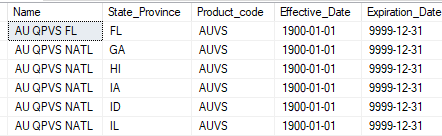 Name State_Province Product_code Effective_Date Expiration_Date
AU QPVS FL FL AUVS 1900-01-01 9999-12-31
AU QPVS NATL GA AUVS 1900-01-01 9999-12-31
AU QPVS NATL HI AUVS 1900-01-01 9999-12-31
AU QPVS NATL IA AUVS 1900-01-01 9999-12-31
AU QPVS NATL ID AUVS 1900-01-01 9999-12-31
AU QPVS NATL IL AUVS 1900-01-01 9999-12-31